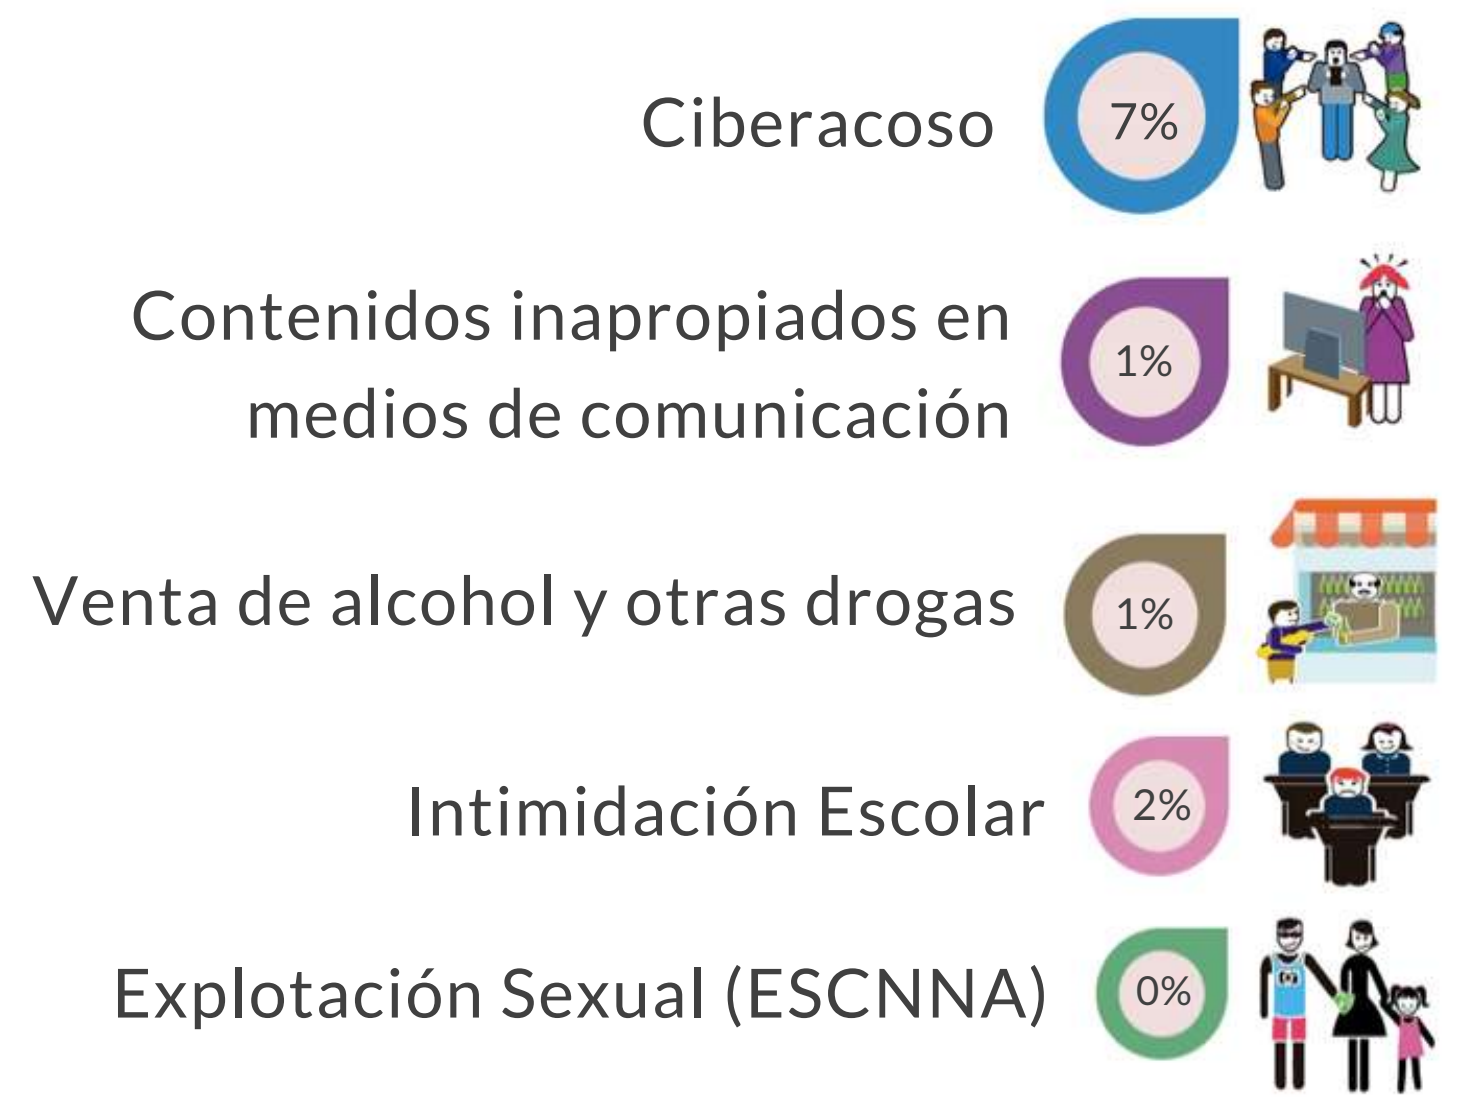 Ciberacoso 7%
Contenidos inapropiados en
medios de comunicación 1%
Venta de alcohol y otras drogas 1%
Intimidación Escolar 2%
Explotación Sexual (ESCNNA) 0%